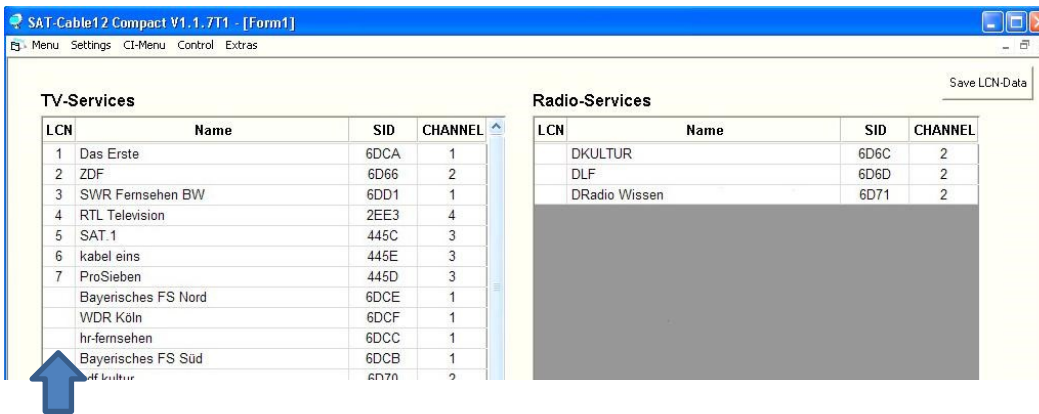 SAT-Cable12 Compact V1.1.7T1 - [Form1]
Menu Settings CI-Menu Control Extras
Save LCN-Data
TV-Services
LCN Name SID CHANNEL
1 Das Erste 6DCA 1
2 ZDF 6D66 2
3 SWR Fernsehen BW 6DD1 1
4 RTL Television 2EE3 4
5 SAT.1 445C 3
6 kabel eins 445E 3
7 ProSieben 445D 3
Bayerisches FS Nord 6DCE 1
WDR Köln 6DCF 1
hr-fernsehen 6DCC 1
Bayerisches FS Süd 6DCB 1
kultur 6D70 2
Radio-Services
LCN Name SID CHANNEL
DKULTUR 6D6C 2
DLF 6D6D 2
DRadio Wissen 6D71 2